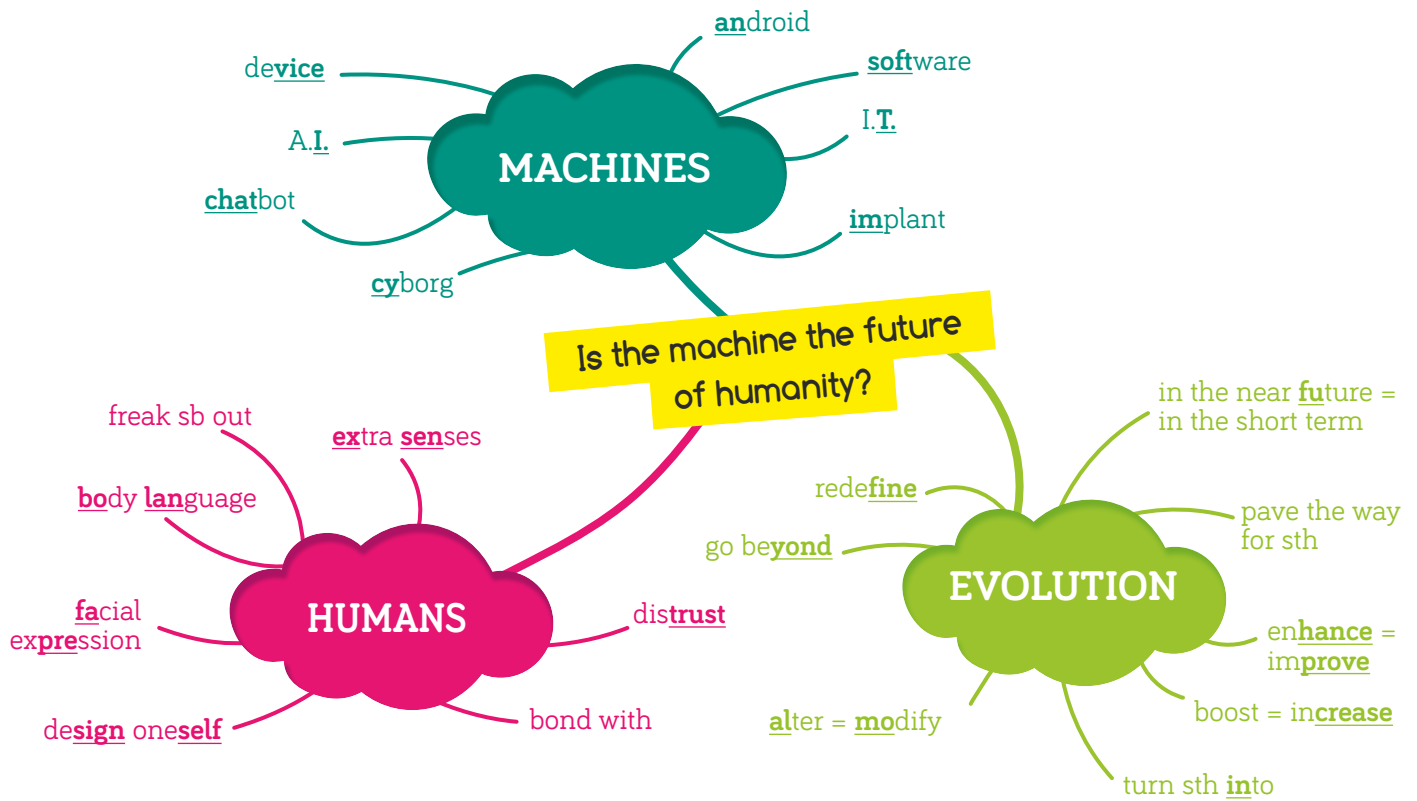 android
device
software
A.I.
I.T.
MACHINES
chatbot
implant
cyborg
Is the machine the future
of humanity?
freak sb out
extra senses
body language
facial
expression
HUMANS
distrust
design oneself
bond with
in the near future =
in the short term
redefine
pave the way
for sth
go beyond
EVOLUTION
enhance =
improve
alter = modify
boost = increase
turn sth into